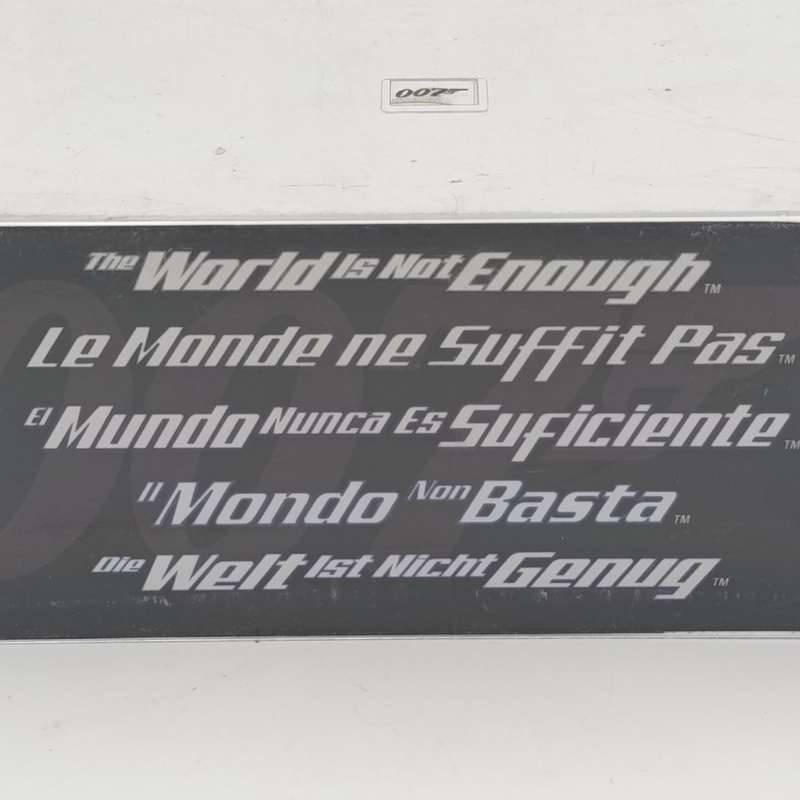 007
The World Is Not Enough™
Le Monde ne Suffit Pas™
El Mundo Nunca Es Suficiente™
Il Mondo Non Basta™
Die Welt Ist Nicht Genug™
007